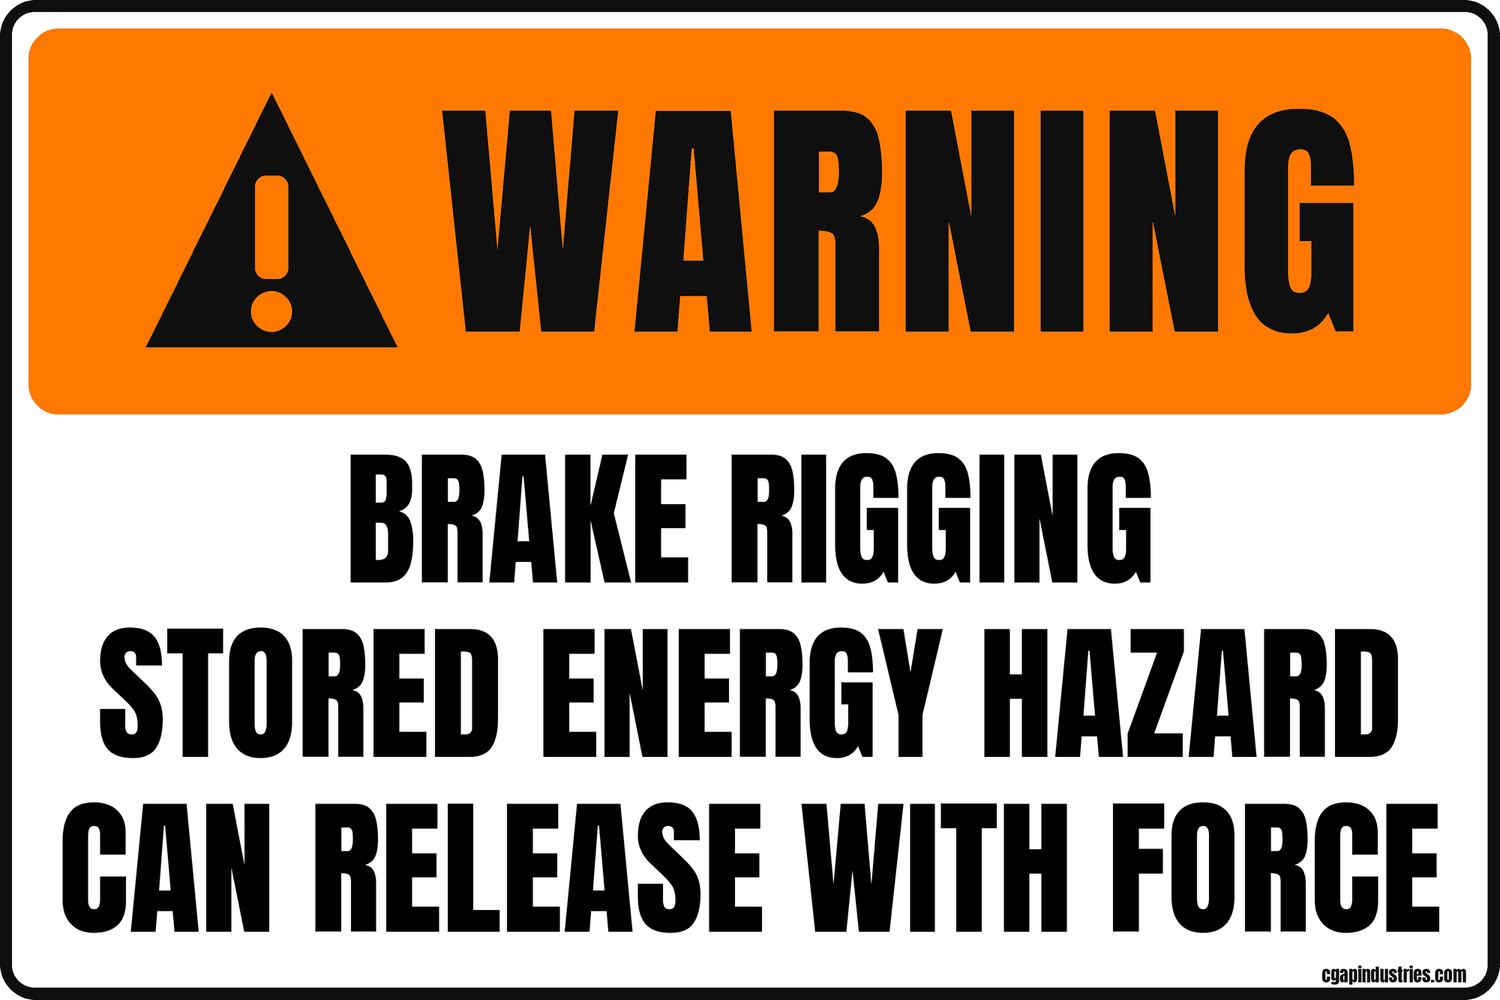 WARNING
BRAKE RIGGING
STORED ENERGY HAZARD
CAN RELEASE WITH FORCE
cgapindustries.com